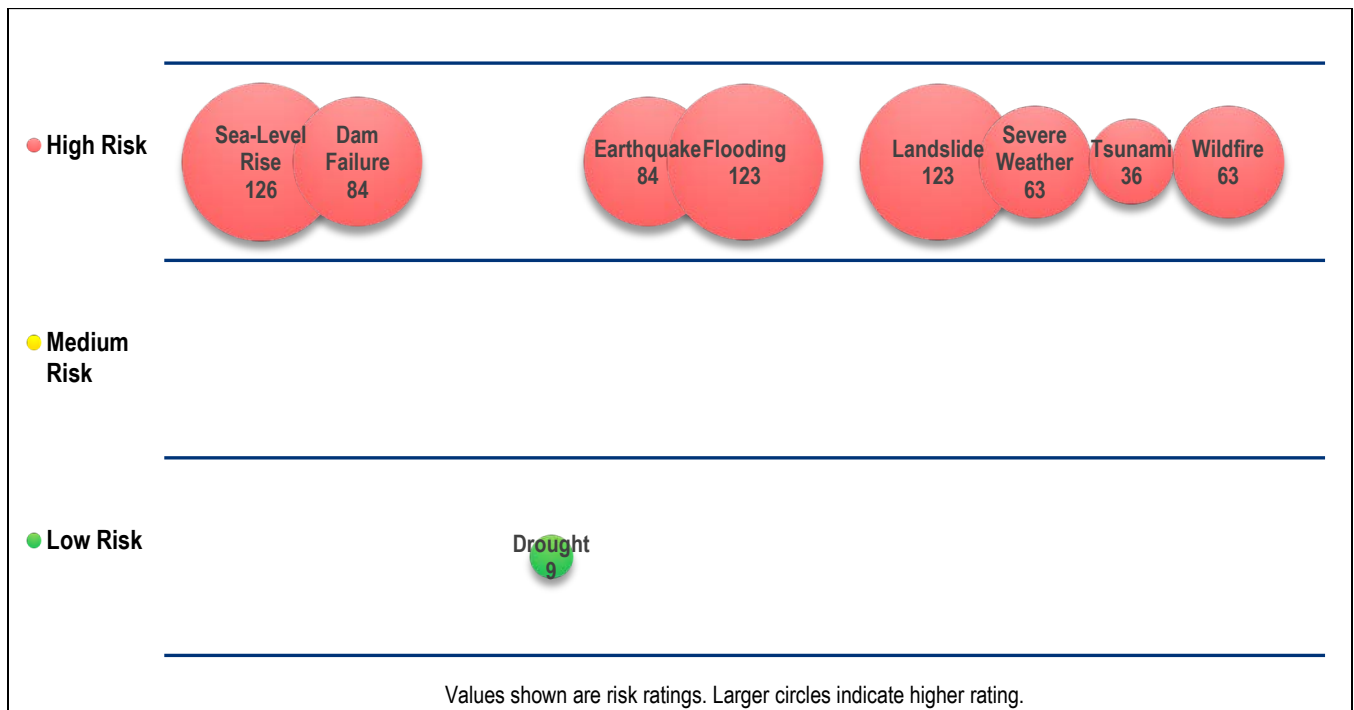 High Risk
Sea-Level
Rise
126
Dam
Failure
84
Earthquake
84
Flooding
123
Landslide
123
Severe
Weather
63
Tsunami
36
Wildfire
63
Medium
Risk
Low Risk
Drought
9
Values shown are risk ratings. Larger circles indicate higher rating.